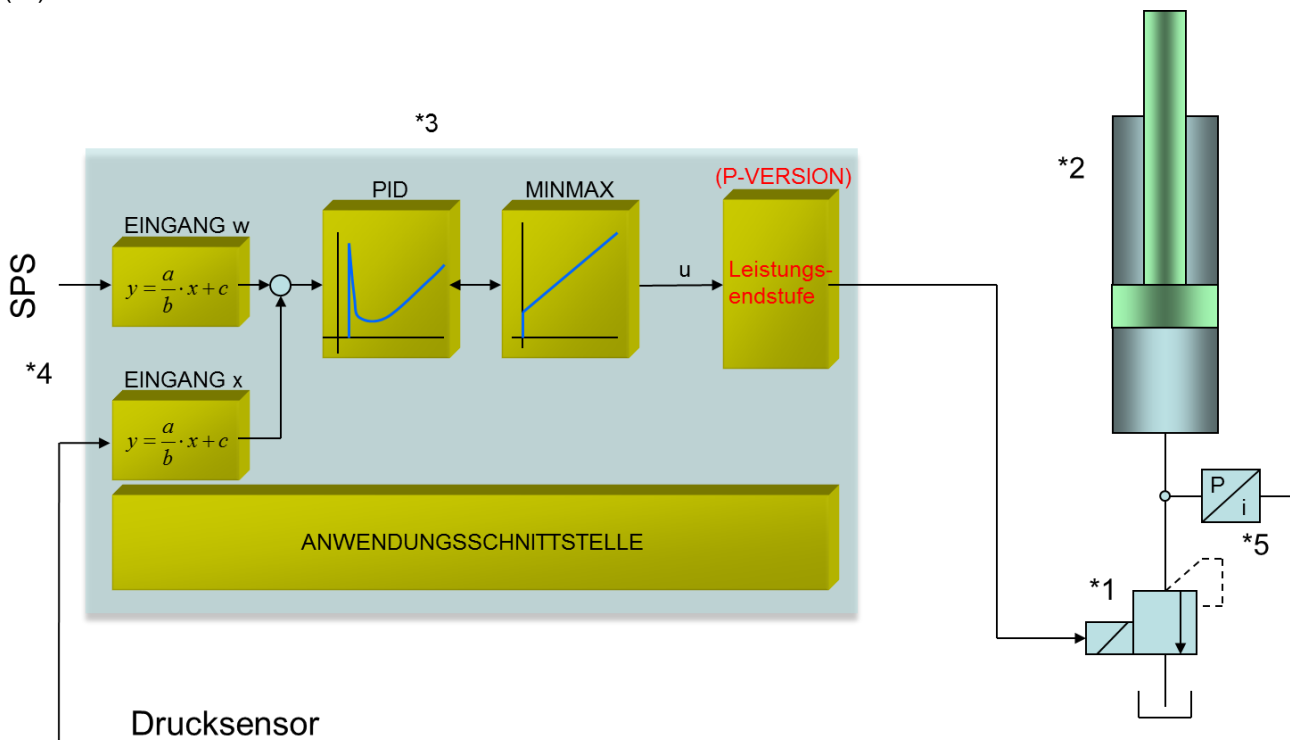 *3
*2
(P-VERSION)
PID
MINMAX
EINGANG w
y = a/b · x + c
u
Leistungs-
endstufe
SPS
*4
EINGANG x
y = a/b · x + c
P
i
*5
ANWENDUNGSSCHNITTSTELLE
*1
Drucksensor